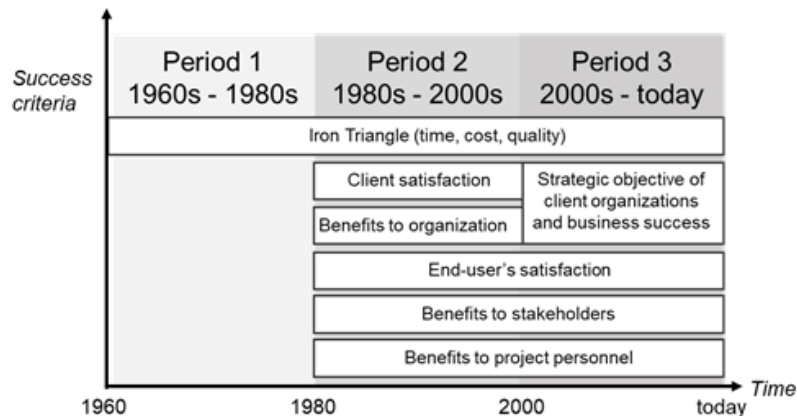 Success
criteria
Period 1
1960s - 1980s
Period 2
1980s - 2000s
Period 3
2000s - today
Iron Triangle (time, cost, quality)
Client satisfaction
Benefits to organization
Strategic objective of
client organizations
and business success
End-user's satisfaction
Benefits to stakeholders
Benefits to project personnel
Time
1960
1980
2000
today